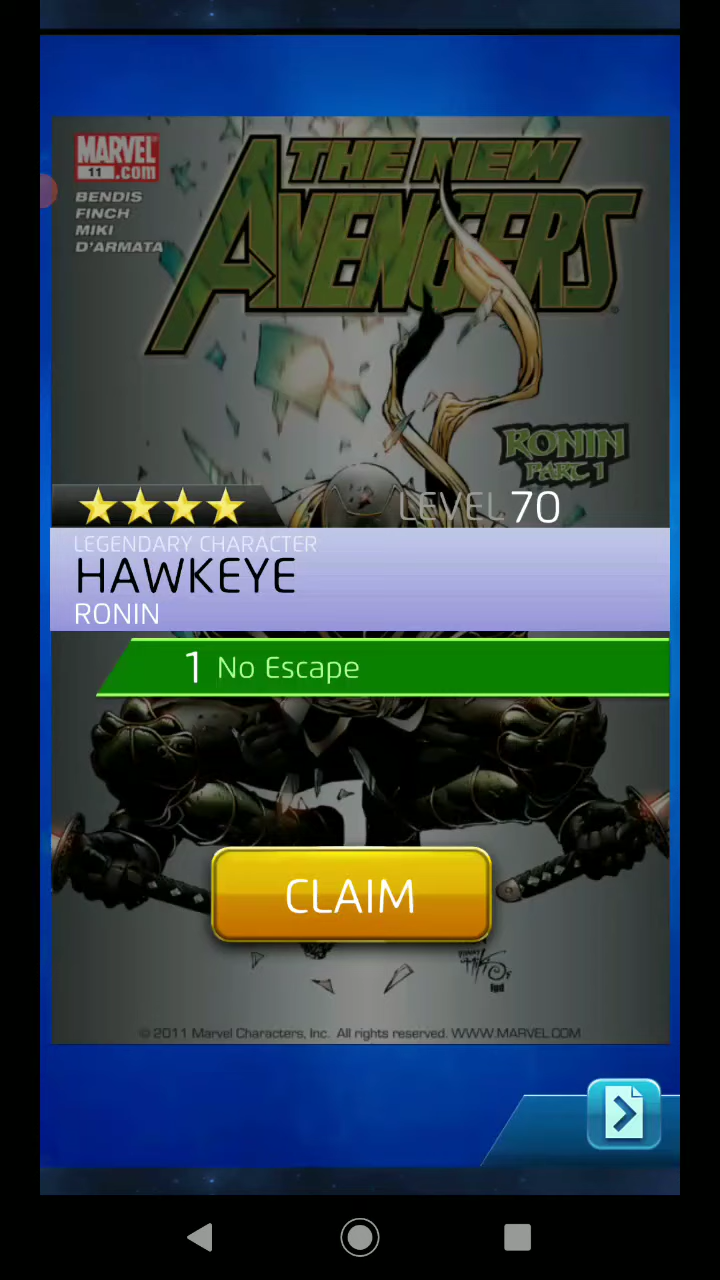 MARVEL
11 .com
BENDIS
FINCH
MIKI
D'ARMATA
THE NEW
AVENGERS
RONIN
PART 1
LEVEL 70
LEGENDARY CHARACTER
HAWKEYE
RONIN
1 No Escape
CLAIM
© 2011 Marvel Characters, Inc. All rights reserved. WWW.MARVEL.COM